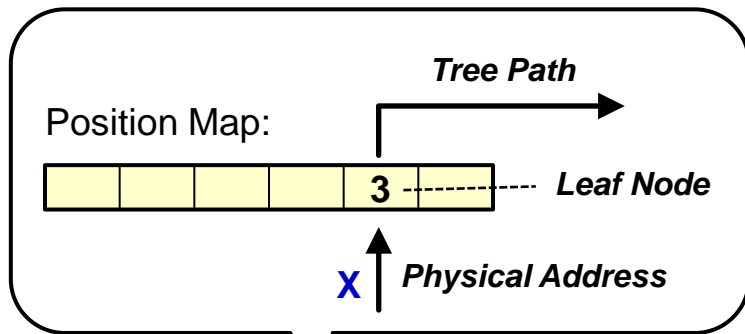 Tree Path
Position Map:
3
Leaf Node
X
Physical Address